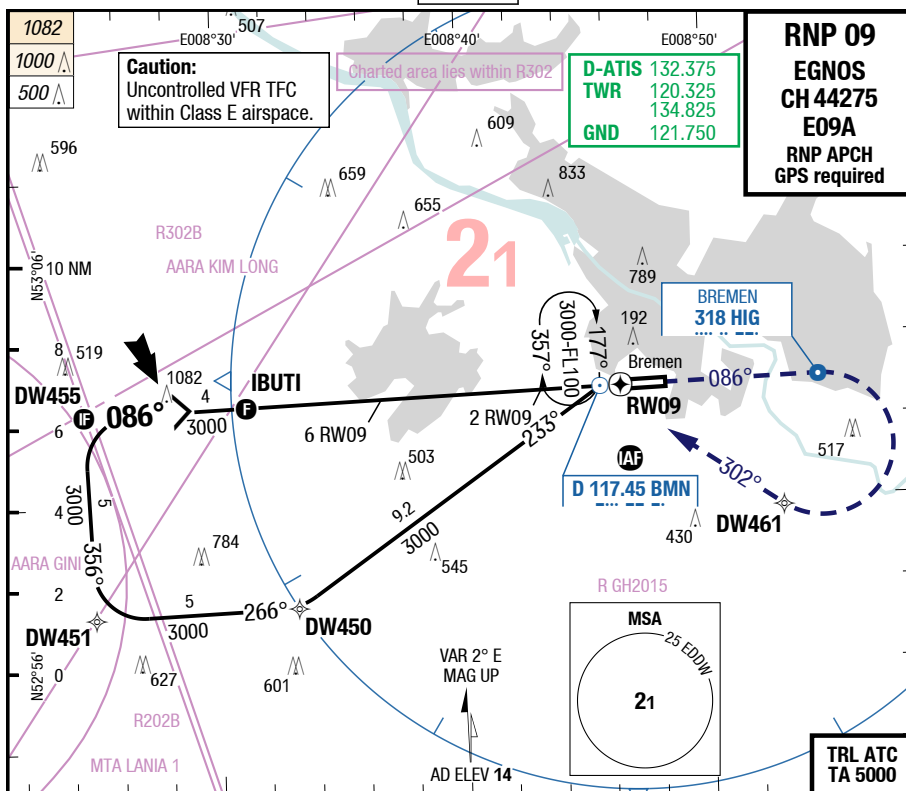 1082
1000
500
507
E008°30'
E008°40'
E008°50'
Caution:
Uncontrolled VFR TFC
within Class E airspace.
Charted area lies within R302
D-ATIS 132.375
TWR 120.325
134.825
GND 121.750
RNP 09
EGNOS
CH 44275
E09A
RNP APCH
GPS required
596
659
609
833
655
R302B
AARA KIM LONG
21
789
N53°06'
10 NM
BREMEN
318 HIG
192
3000-FL100
357°
177°
Bremen
8
519
1082
DW455
IF
086°
4
3000
IBUTI
F
6 RW09
2 RW09
233°
RW09
086°
6
IAF
517
302°
503
D 117.45 BMN
DW461
430
3000
5
356°
4
9.2
3000
784
545
AARA GINI
R GH2015
2
5
3000
266°
DW450
DW451
MSA
25 EDDW
21
N52°56'
0
627
601
VAR 2° E
MAG UP
R202B
MTA LANIA 1
AD ELEV 14
TRL ATC
TA 5000